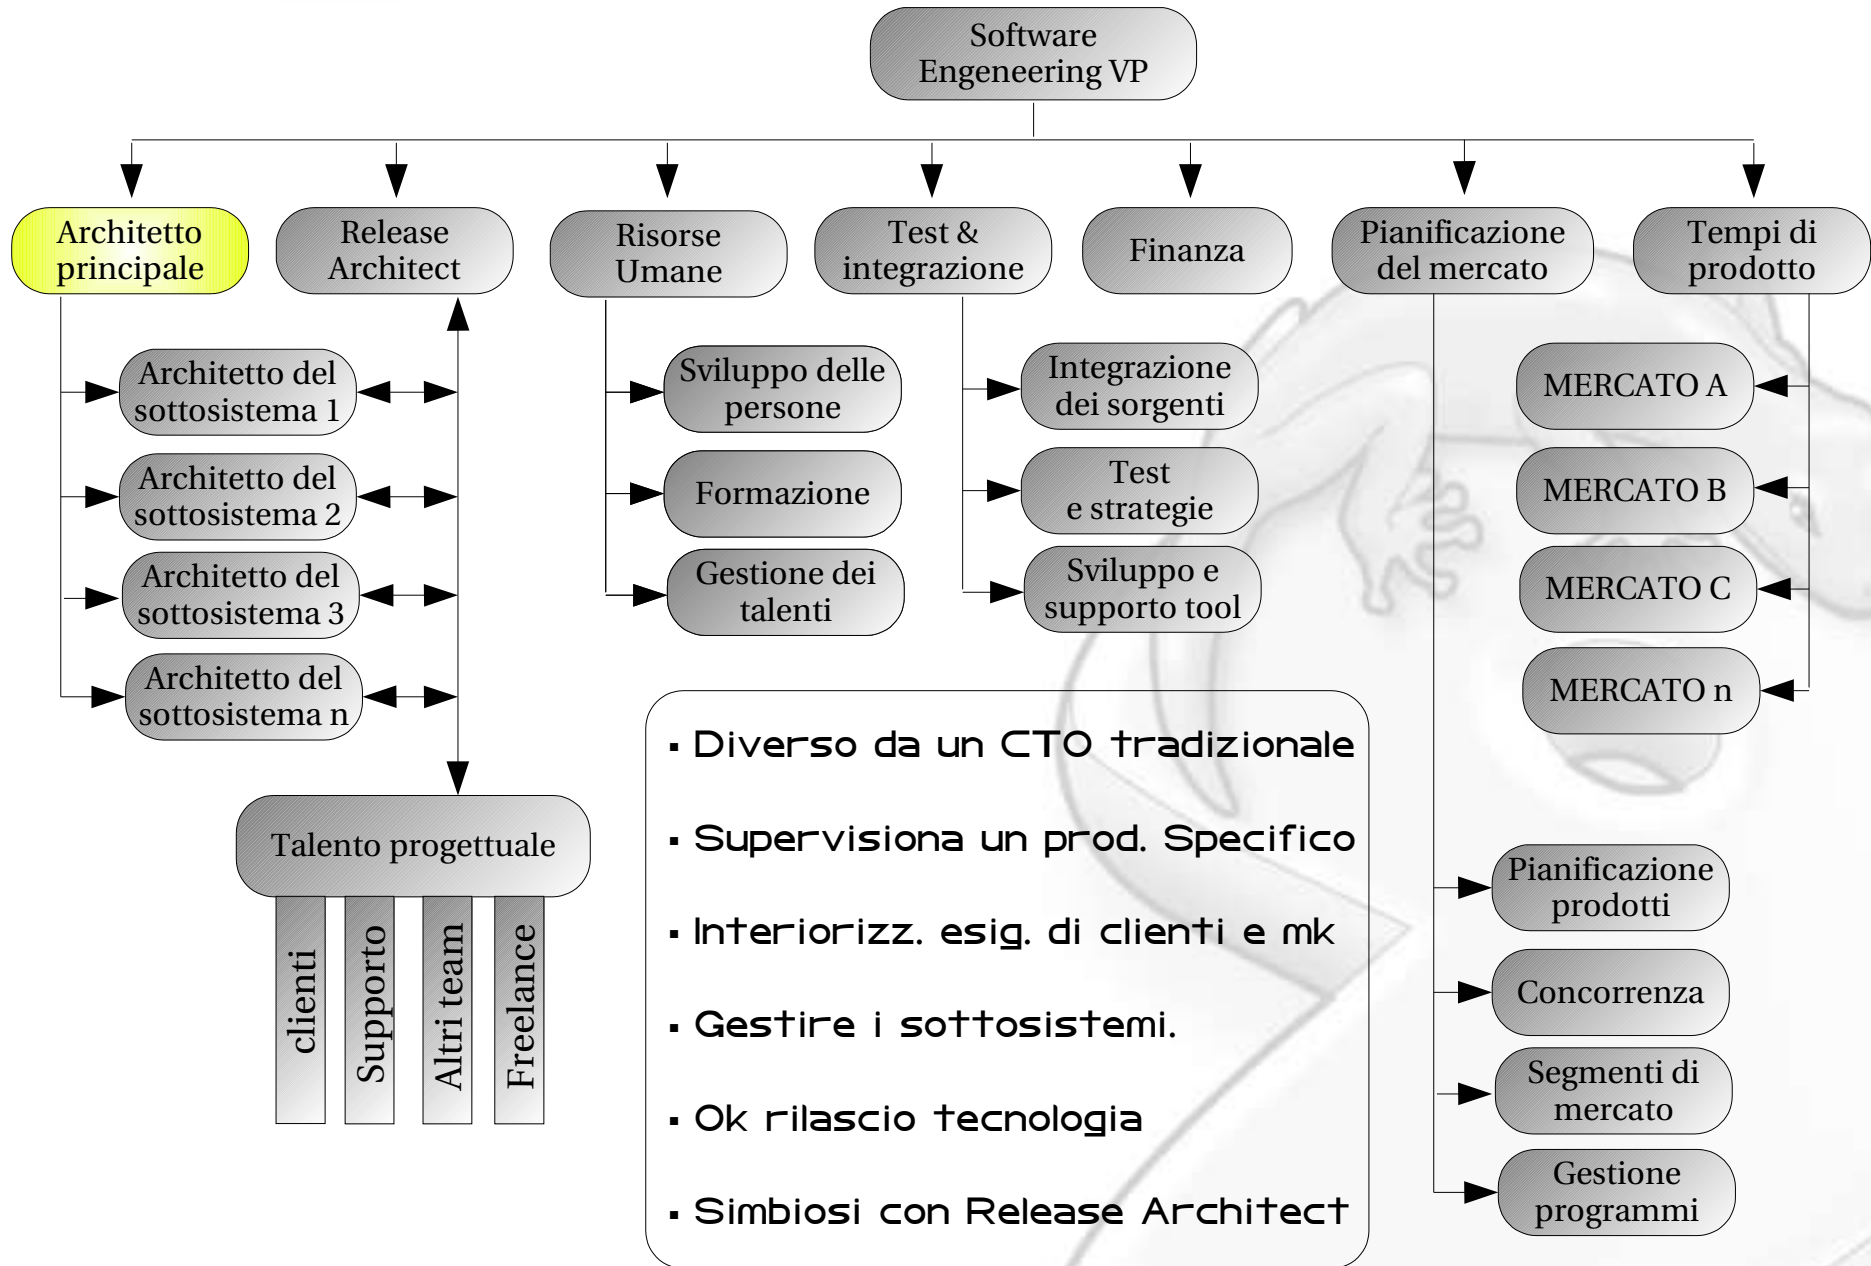 Software
Engeneering VP
Architetto
principale
Release
Architect
Risorse
Umane
Test &
integrazione
Finanza
Pianificazione
del mercato
Tempi di
prodotto
Architetto del
sottosistema 1
Architetto del
sottosistema 2
Architetto del
sottosistema 3
Architetto del
sottosistema n
Sviluppo delle
persone
Formazione
Gestione dei
talenti
Integrazione
dei sorgenti
Test
e strategie
Sviluppo e
supporto tool
MERCATO A
MERCATO B
MERCATO C
MERCATO n
Talento progettuale
clienti
Supporto
Altri team
Freelance
▪ Diverso da un CTO tradizionale
▪ Supervisiona un prod. Specifico
▪ Interiorizz. esig. di clienti e mk
▪ Gestire i sottosistemi.
▪ Ok rilascio tecnologia
▪ Simbiosi con Release Architect
Pianificazione
prodotti
Concorrenza
Segmenti di
mercato
Gestione
programmi